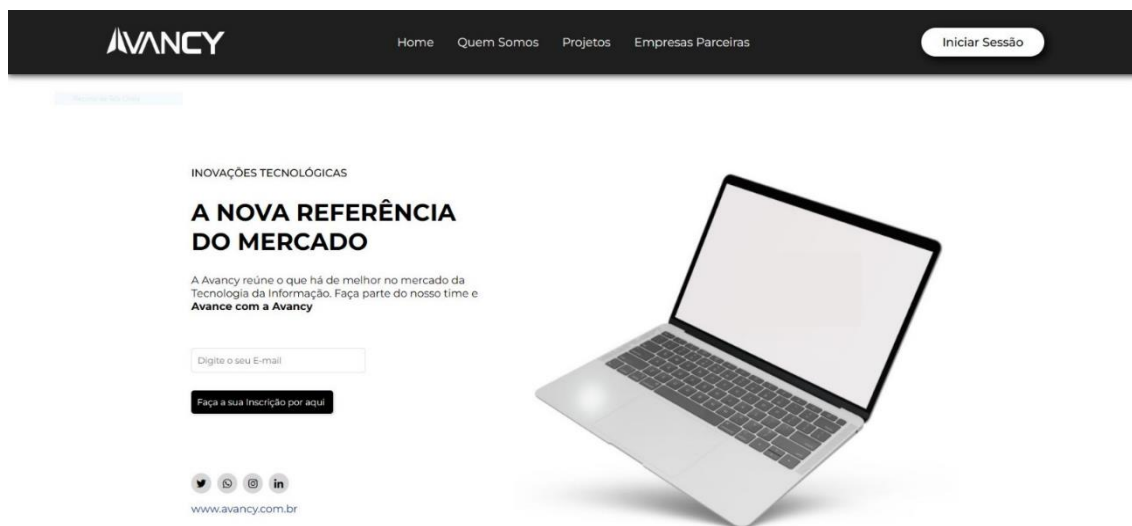 AVANCY
Home Quem Somos Projetos Empresas Parceiras
Iniciar Sessão
INOVAÇÕES TECNOLÓGICAS
A NOVA REFERÊNCIA
DO MERCADO
A Avancy reúne o que há de melhor no mercado da
Tecnologia da Informação. Faça parte do nosso time e
Avance com a Avancy
Digite o seu E-mail
Faça a sua Inscrição por aqui
in
www.avancy.com.br